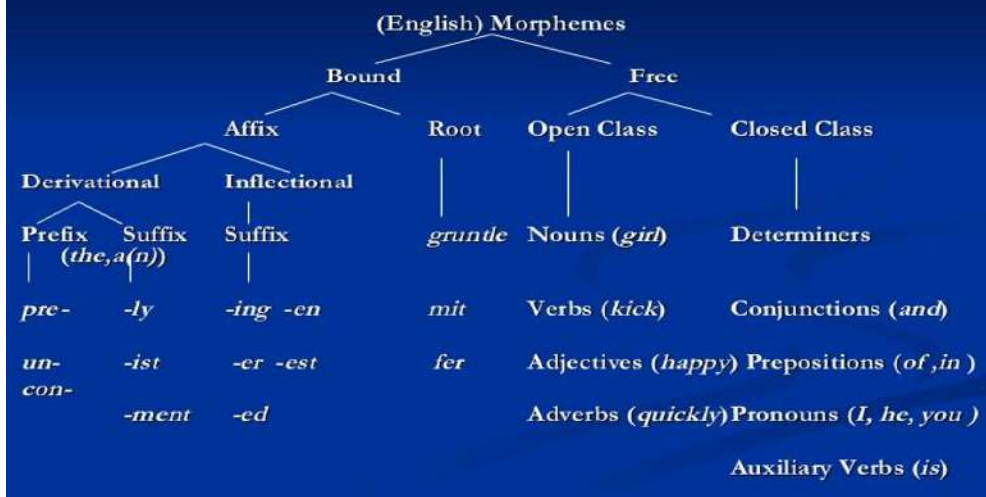 (English) Morphemes
Bound Free
Affix Root Open Class Closed Class
Derivational Inflectional
Prefix Suffix Suffix gruntle Nouns (girl) Determiners
(the,a(n))
pre- -ly -ing -en mit Verbs (kick) Conjunctions (and)
un- -ist -er -est fer Adjectives (happy) Prepositions (of ,in )
con-
-ment -ed Adverbs (quickly) Pronouns (I, he, you )
Auxiliary Verbs (is)